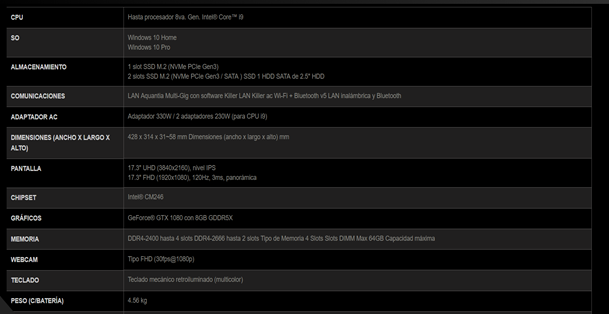 CPU
Hasta procesador 8va. Gen. Intel® Core™ i9
SO
Windows 10 Home
Windows 10 Pro
ALMACENAMIENTO
1 slot SSD M.2 (NVMe PCIe Gen3)
2 slots SSD M.2 (NVMe PCIe Gen3 / SATA ) SSD 1 HDD SATA de 2.5" HDD
COMUNICACIONES
LAN Aquantia Multi-Gig con software Killer LAN Killer ac Wi-Fi + Bluetooth v5 LAN Inalámbrica y Bluetooth
ADAPTADOR AC
Adaptador 330W / 2 adaptadores 230W (para CPU i9)
DIMENSIONES (ANCHO X LARGO X
ALTO)
428 x 314 x 31~58 mm Dimensiones (ancho x largo x alto) mm
PANTALLA
17.3" UHD (3840x2160), nivel IPS
17.3" FHD (1920x1080), 120Hz, 3ms, panorámica
CHIPSET
Intel® CM246
GRÁFICOS
GeForce® GTX 1080 con 8GB GDDR5X
MEMORIA
DDR4-2400 hasta 4 slots DDR4-2666 hasta 2 slots Tipo de Memoria 4 Slots Slots DIMM Max 64GB Capacidad máxima
WEBCAM
Tipo FHD (30fps@1080p)
TECLADO
Teclado mecánico retroiluminado (multicolor)
PESO (C/BATERÍA)
4.56 kg